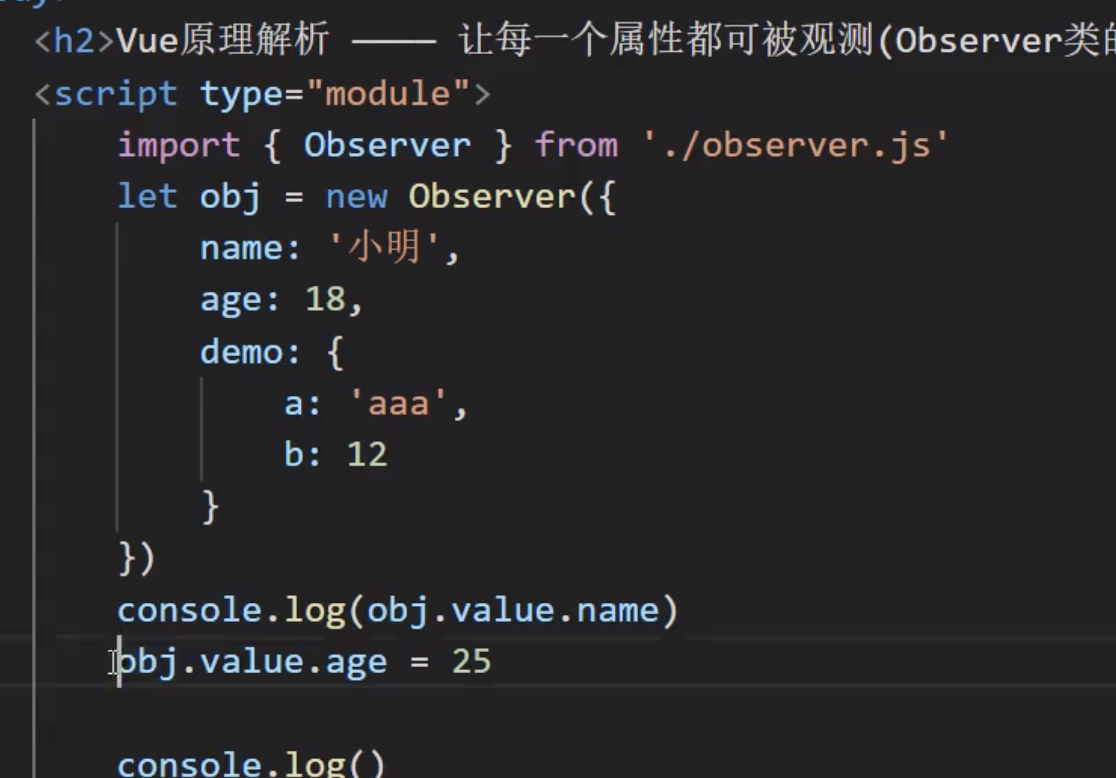 <h2>Vue原理解析 —— 让每一个属性都可被观测(Observer类
<script type="module">
import { Observer } from './observer.js'
let obj = new Observer({
name: '小明',
age: 18,
demo: {
a: 'aaa',
b: 12
}
})
console.log(obj.value.name)
obj.value.age = 25
console.log()